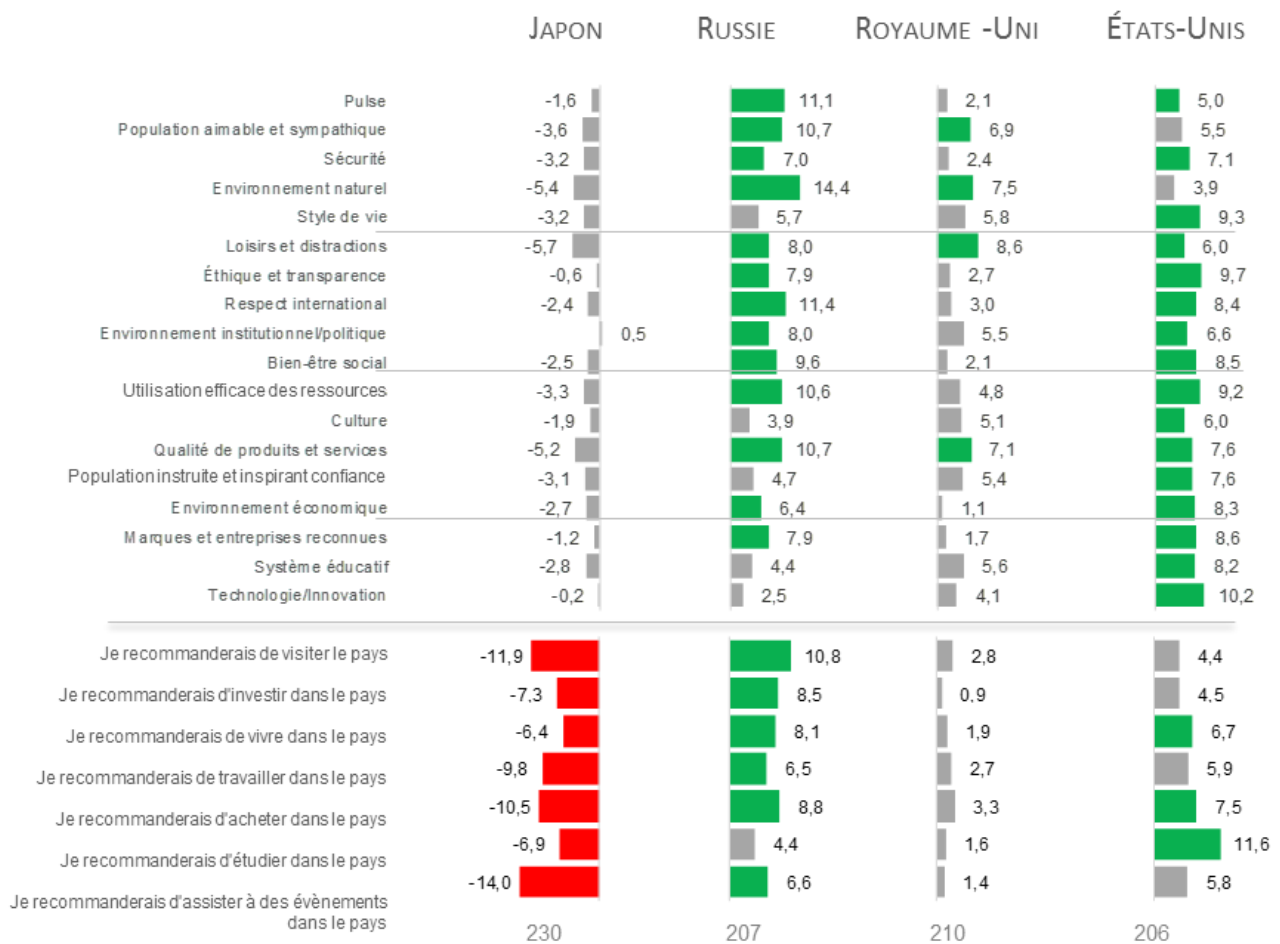 JAPON RUSSIE ROYAUME -UNI ÉTATS-UNIS
Pulse -1,6 11,1 2,1 5,0
Population aimable et sympathique -3,6 10,7 6,9 5,5
Sécurité -3,2 7,0 2,4 7,1
Environnement naturel -5,4 14,4 7,5 3,9
Style de vie -3,2 5,7 5,8 9,3
Loisirs et distractions -5,7 8,0 8,6 6,0
Éthique et transparence -0,6 7,9 2,7 9,7
Respect international -2,4 11,4 3,0 8,4
Environnement institutionnel/politique 0,5 8,0 5,5 6,6
Bien-être social -2,5 9,6 2,1 8,5
Utilisation efficace des ressources -3,3 10,6 4,8 9,2
Culture -1,9 3,9 5,1 6,0
Qualité de produits et services -5,2 10,7 7,1 7,6
Population instruite et inspirant confiance -3,1 4,7 5,4 7,6
Environnement économique -2,7 6,4 1,1 8,3
Marques et entreprises reconnues -1,2 7,9 1,7 8,6
Système éducatif -2,8 4,4 5,6 8,2
Technologie/Innovation -0,2 2,5 4,1 10,2
Je recommanderais de visiter le pays -11,9 10,8 2,8 4,4
Je recommanderais d'investir dans le pays -7,3 8,5 0,9 4,5
Je recommanderais de vivre dans le pays -6,4 8,1 1,9 6,7
Je recommanderais de travailler dans le pays -9,8 6,5 2,7 5,9
Je recommanderais d'acheter dans le pays -10,5 8,8 3,3 7,5
Je recommanderais d'étudier dans le pays -6,9 4,4 1,6 11,6
Je recommanderais d'assister à des évènements -14,0 6,6 1,4 5,8
dans le pays
230 207 210 206